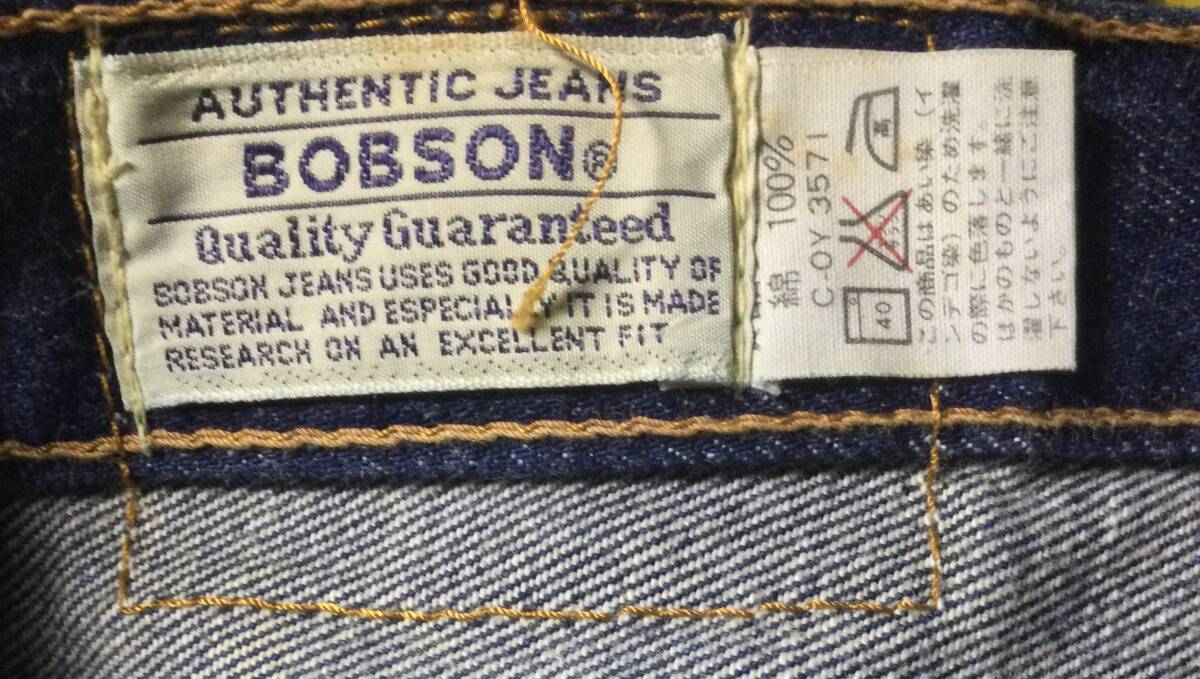 AUTHENTIC JEANS
BOBSON®
Quality Guaranteed
BOBSON JEANS USES GOOD QUALITY OF
MATERIAL AND ESPECIALLY IT IS MADE
RESEARCH ON AN EXCELLENT FIT
綿 100%
C-OY 3571
高
40
この商品はあい染(イ
ンデゴ染)のため洗濯
の際に色落します。
ほかのものと一緒に洗
濯しないようにご注意
下さい。